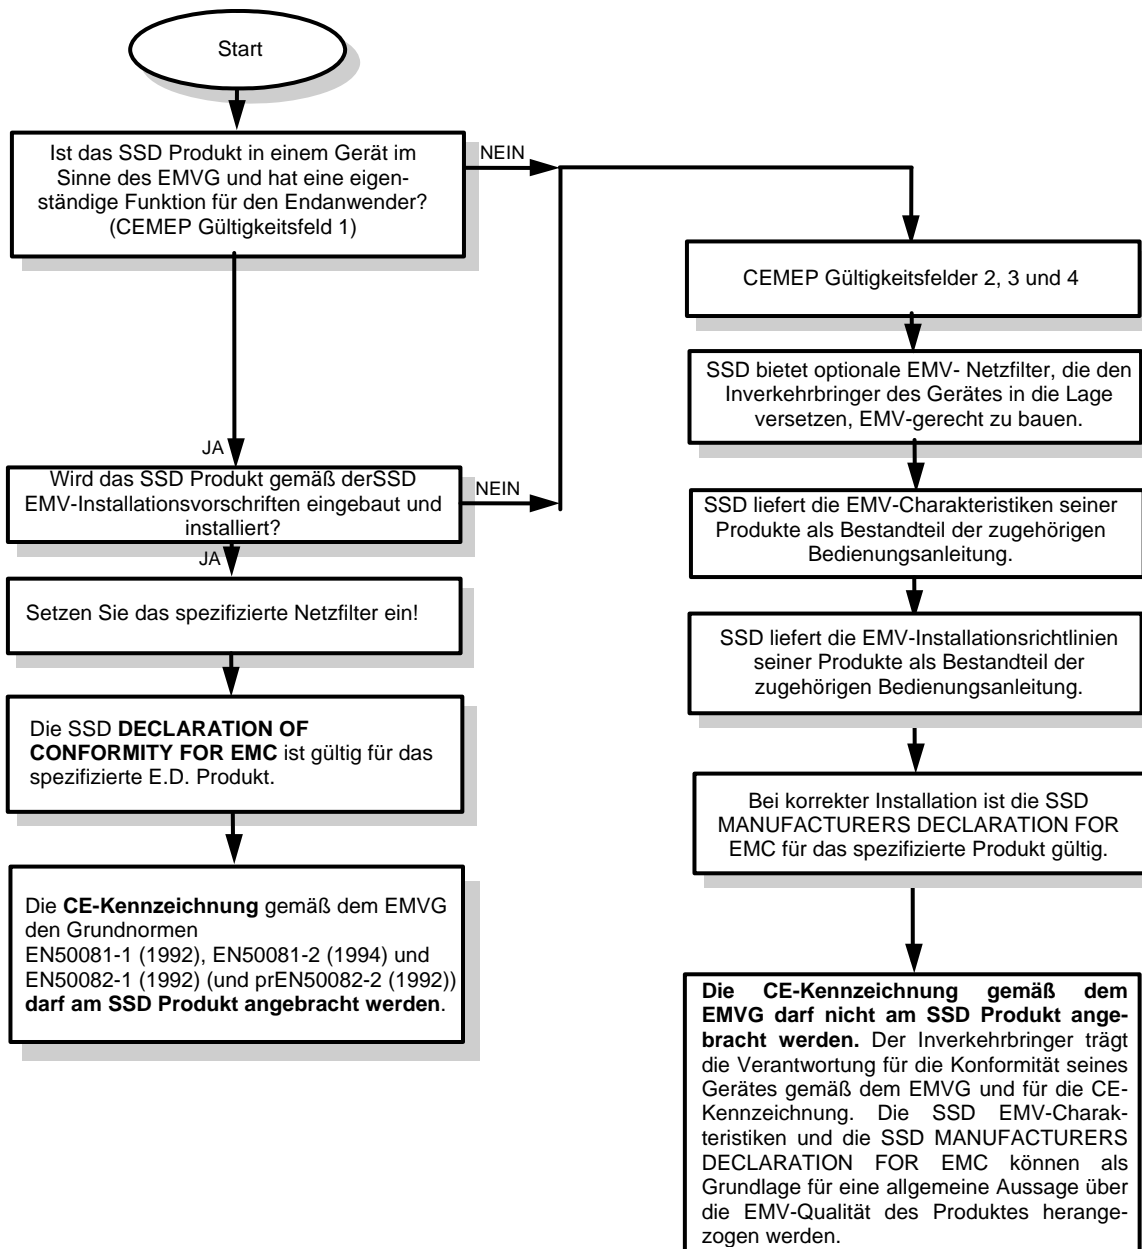 Start
Ist das SSD Produkt in einem Gerät im
Sinne des EMVG und hat eine eigen-
ständige Funktion für den Endanwender?
(CEMEP Gültigkeitsfeld 1)
NEIN
JA
Wird das SSD Produkt gemäß derSSD
EMV-Installationsvorschriften eingebaut und
installiert?
NEIN
JA
Setzen Sie das spezifizierte Netzfilter ein!
Die SSD DECLARATION OF
CONFORMITY FOR EMC ist gültig für das
spezifizierte E.D. Produkt.
Die CE-Kennzeichnung gemäß dem EMVG
den Grundnormen
EN50081-1 (1992), EN50081-2 (1994) und
EN50082-1 (1992) (und prEN50082-2 (1992))
darf am SSD Produkt angebracht werden.
CEMEP Gültigkeitsfelder 2, 3 und 4
SSD bietet optionale EMV- Netzfilter, die den
Inverkehrbringer des Gerätes in die Lage
versetzen, EMV-gerecht zu bauen.
SSD liefert die EMV-Charakteristiken seiner
Produkte als Bestandteil der zugehörigen
Bedienungsanleitung.
SSD liefert die EMV-Installationsrichtlinien
seiner Produkte als Bestandteil der
zugehörigen Bedienungsanleitung.
Bei korrekter Installation ist die SSD
MANUFACTURERS DECLARATION FOR
EMC für das spezifizierte Produkt gültig.
Die CE-Kennzeichnung gemäß dem
EMVG darf nicht am SSD Produkt ange-
bracht werden. Der Inverkehrbringer trägt
die Verantwortung für die Konformität seines
Gerätes gemäß dem EMVG und für die CE-
Kennzeichnung. Die SSD EMV-Charak-
teristiken und die SSD MANUFACTURERS
DECLARATION FOR EMC können als
Grundlage für eine allgemeine Aussage über
die EMV-Qualität des Produktes herange-
zogen werden.